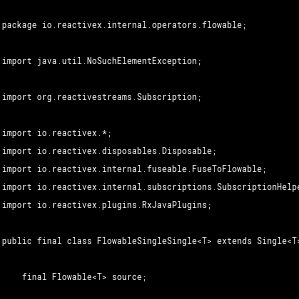 package io.reactivex.internal.operators.flowable;
import java.util.NoSuchElementException;
import org.reactivestreams.Subscription;
import io.reactivex.*;
import io.reactivex.disposables.Disposable;
import io.reactivex.internal.fuseable.FuseToFlowable;
import io.reactivex.internal.subscriptions.SubscriptionHelpe
import io.reactivex.plugins.RxJavaPlugins;
public final class FlowableSingleSingle<T> extends Single<T>
final Flowable<T> source;